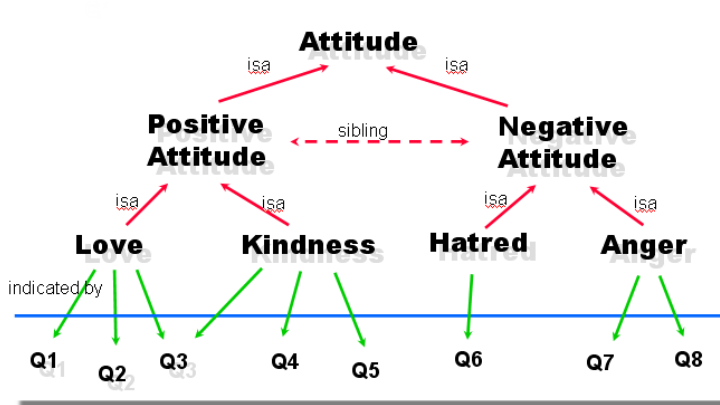 Attitude
isa
isa
Positive
Attitude
sibling
Negative
Attitude
isa
isa
isa
isa
Love
Kindness
Hatred
Anger
indicated by
Q1
Q2
Q3
Q4
Q5
Q6
Q7
Q8